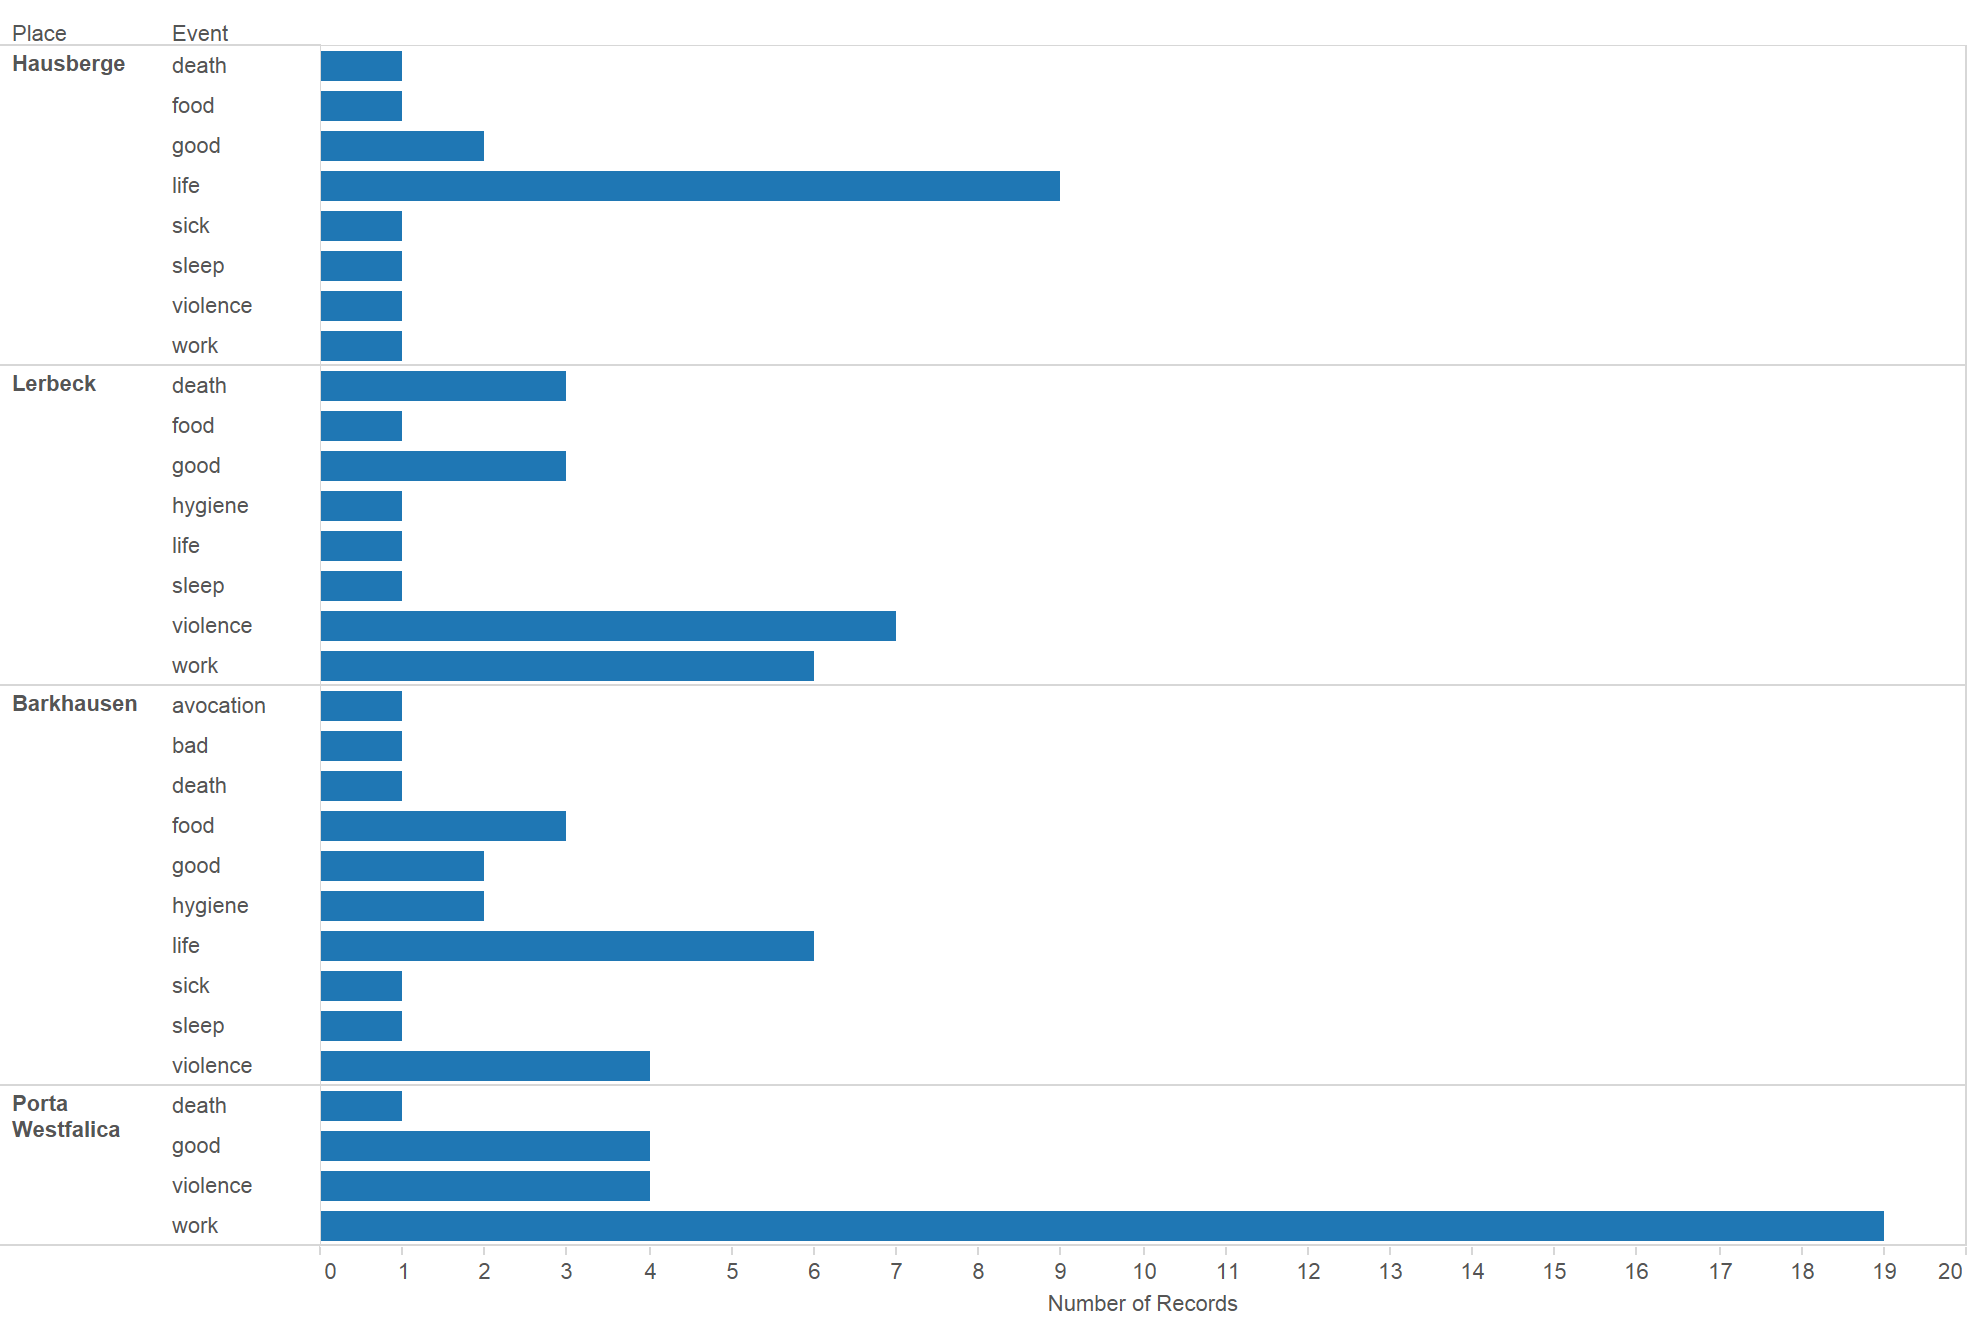 Place Event
Hausberge death
food
good
life
sick
sleep
violence
work
Lerbeck death
food
good
hygiene
life
sleep
violence
work
Barkhausen avocation
bad
death
food
good
hygiene
life
sick
sleep
violence
Porta death
Westfalica
good
violence
work
0 1 2 3 4 5 6 7 8 9 10 11 12 13 14 15 16 17 18 19 20
Number of Records